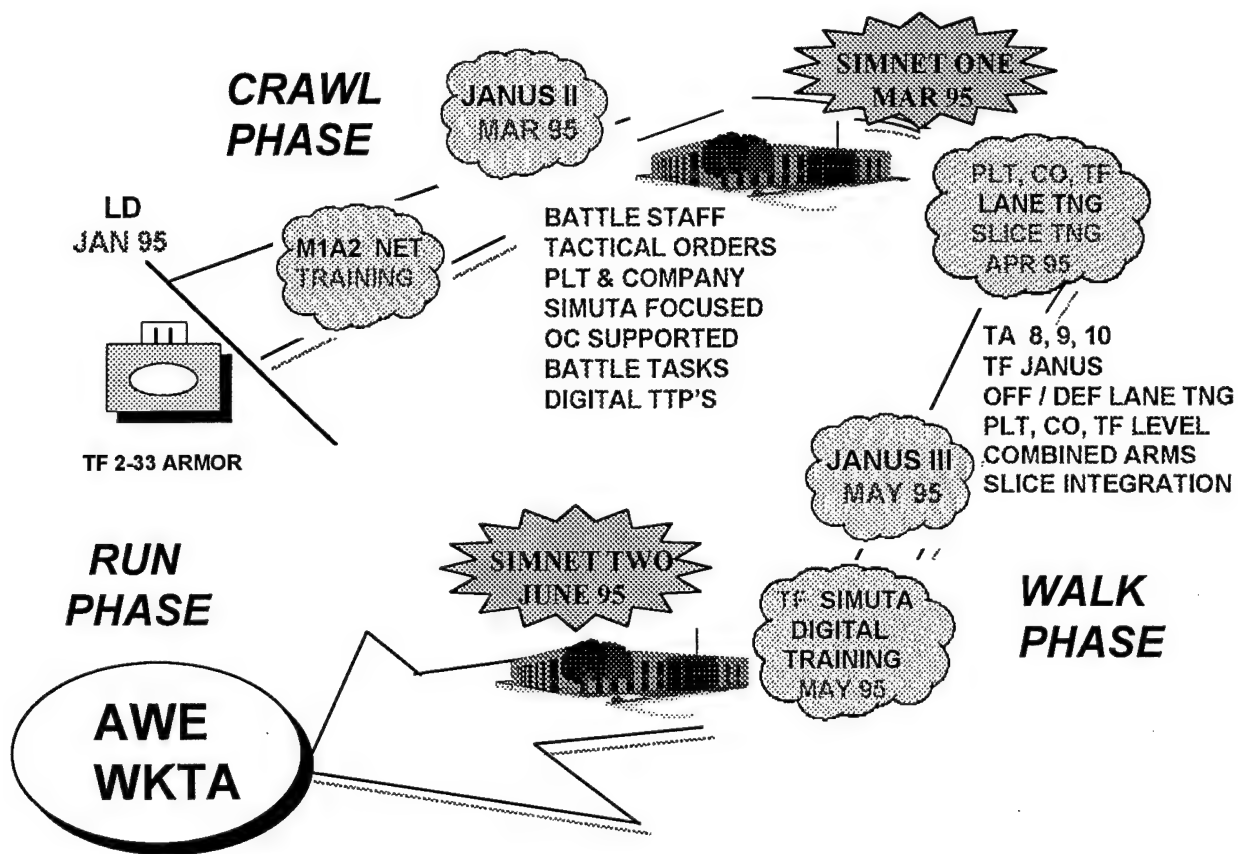 CRAWL
PHASE
JANUS II
MAR 95
SIMNET ONE
MAR 95
LD
JAN 95
M1A2 NET
TRAINING
BATTLE STAFF
TACTICAL ORDERS
PLT & COMPANY
SIMUTA FOCUSED
OC SUPPORTED
BATTLE TASKS
DIGITAL TTP'S
PLT, CO, TF
LANE TNG
SLICE TNG
APR 95
TF 2-33 ARMOR
TA 8, 9, 10
TF JANUS
OFF / DEF LANE TNG
PLT, CO, TF LEVEL
COMBINED ARMS
SLICE INTEGRATION
JANUS III
MAY 95
RUN
PHASE
SIMNET TWO
JUNE 95
TF SIMUTA
DIGITAL
TRAINING
MAY 95
WALK
PHASE
AWE
WKTA